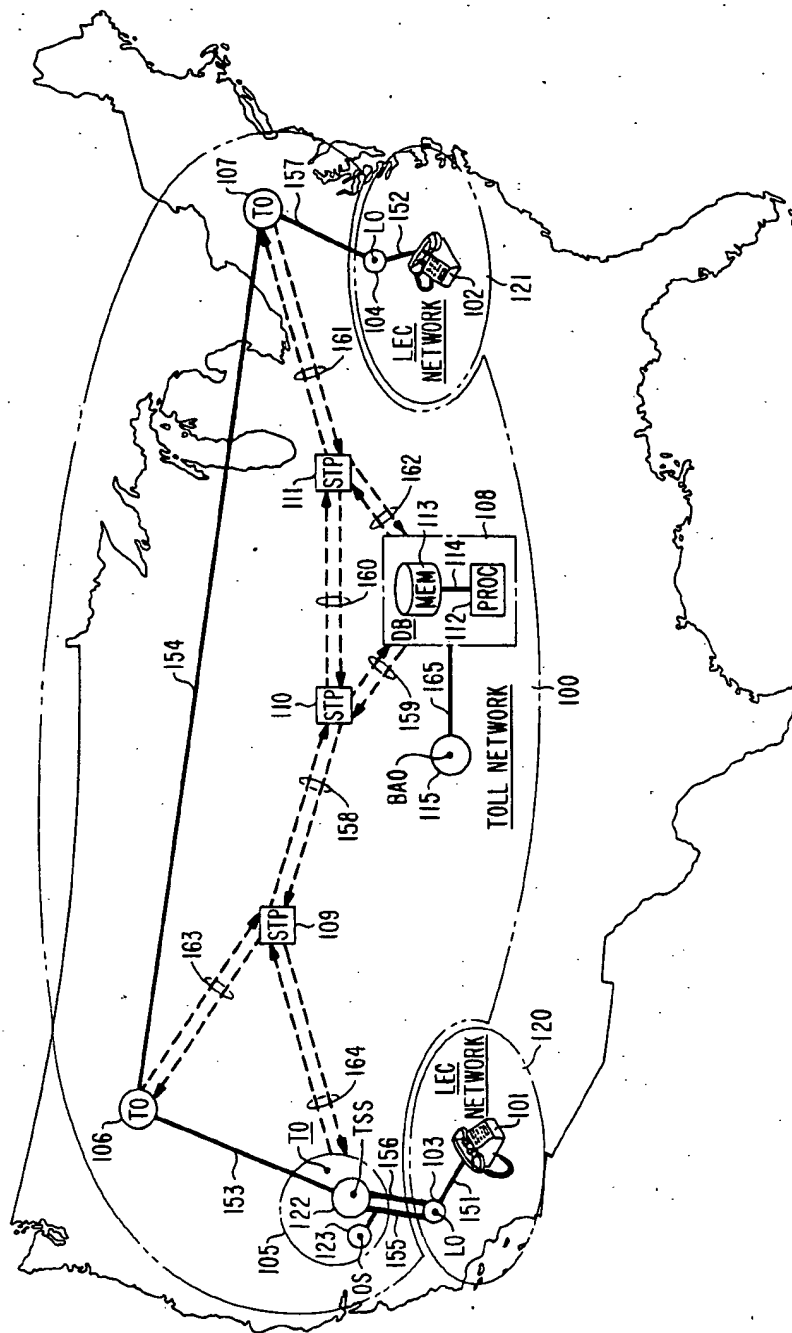 106
TO
154
153
163
107
TO
157
STP
109
158
110
STP
160
111
STP
161
105
123
122
OS
TO
TSS
164
104
LO
152
155
156
103
LO
LEC
NETWORK
151
101
120
159
DB
MEM
113
114
112
PROC
108
162
LEC
NETWORK
102
121
BAO
115
165
TOLL NETWORK
100